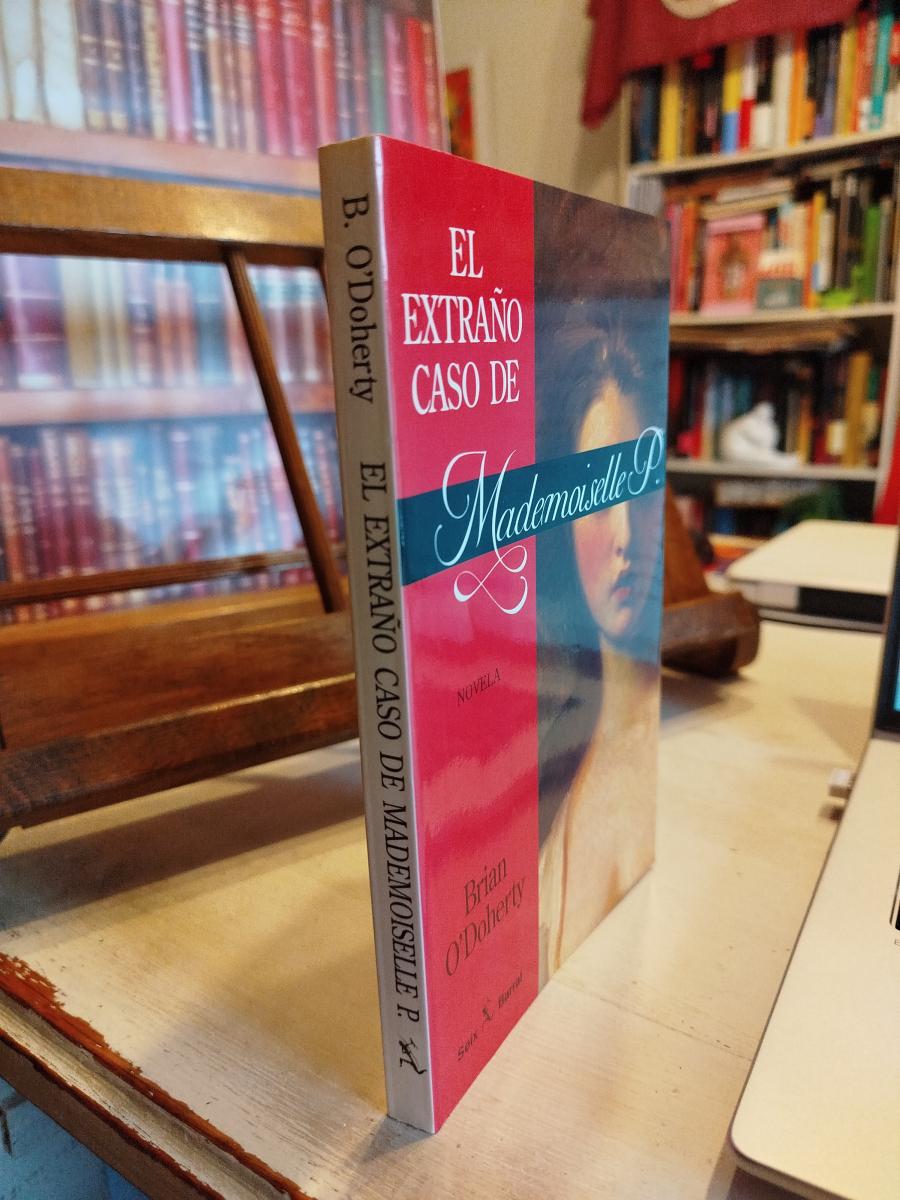 B. O'Doherty EL EXTRAÑO CASO DE MADEMOISELLE P.
EL
EXTRAÑO
CASO DE
Mademoiselle P.
NOVELA
Brian
O'Doherty
Seix Barral